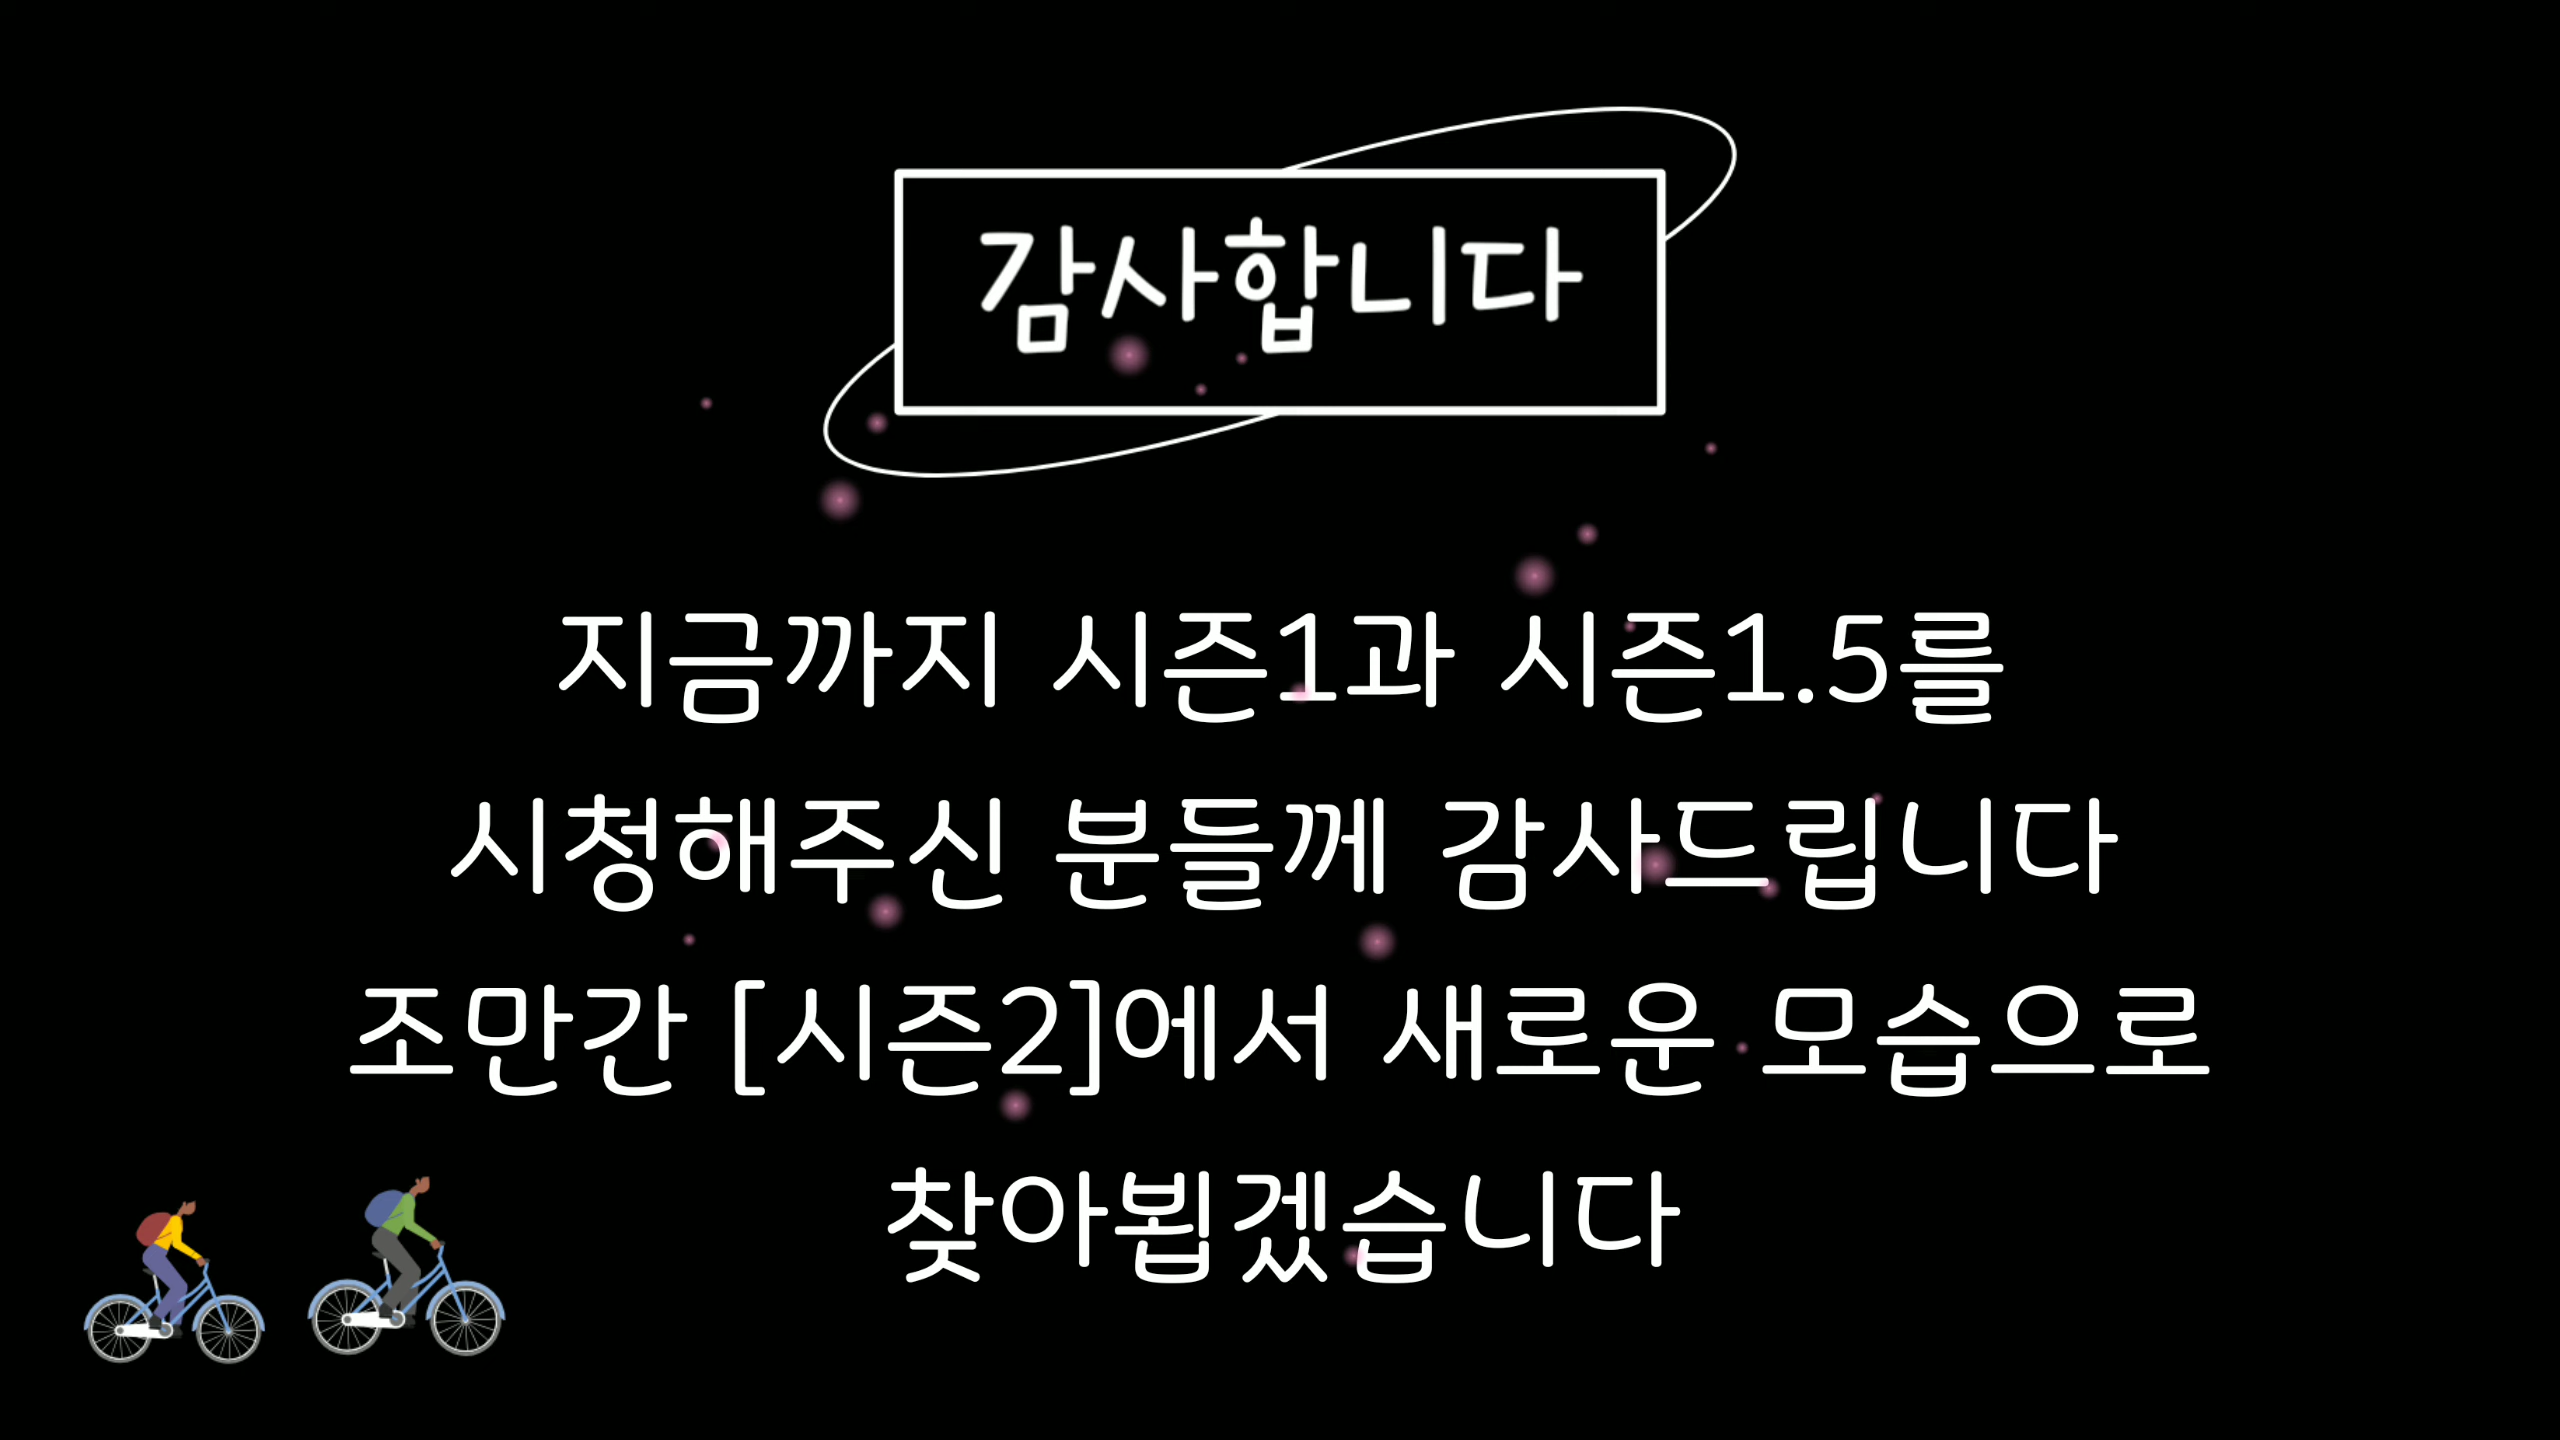 감사합니다
지금까지 시즌1과 시즌1.5를
시청해주신 분들께 감사드립니다
조만간 [시즌2]에서 새로운 모습으로
찾아뵙겠습니다